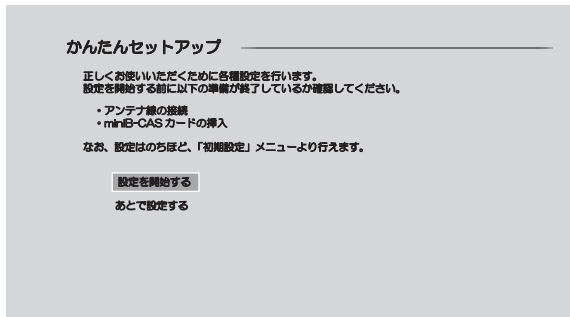 かんたんセットアップ
正しくお使いいただくために各種設定を行います。
設定を開始する前に以下の準備が終了しているか確認してください。
・アンテナ線の接続
・miniB-CAS カードの挿入
なお、設定はのちほど、「初期設定」メニューより行えます。
設定を開始する
あとで設定する